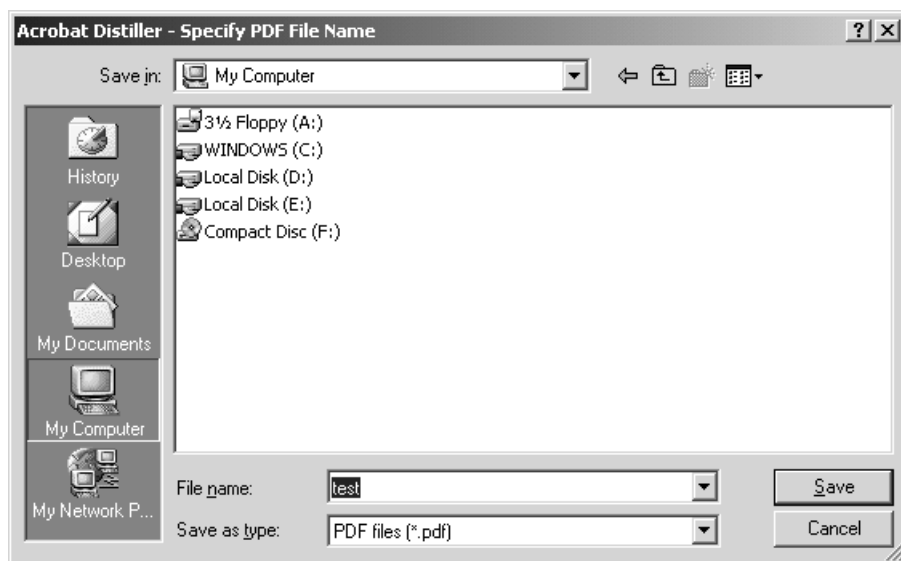 Acrobat Distiller - Specify PDF File Name
Save in:
My Computer
History
Desktop
My Documents
My Computer
My Network P...
3½ Floppy (A:)
WINDOWS (C:)
Local Disk (D:)
Local Disk (E:)
Compact Disc (F:)
File name:
test
Save
Save as type:
PDF files (*.pdf)
Cancel